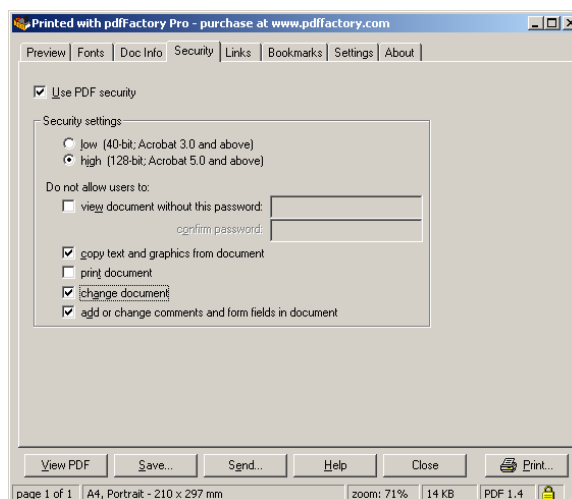 Printed with pdfFactory Pro - purchase at www.pdffactory.com
Preview Fonts Doc Info Security Links Bookmarks Settings About
Use PDF security
Security settings
low (40-bit; Acrobat 3.0 and above)
high (128-bit; Acrobat 5.0 and above)
Do not allow users to:
view document without this password:
confirm password:
copy text and graphics from document
print document
change document
add or change comments and form fields in document
View PDF Save... Send... Help Close Print...
page 1 of 1 A4, Portrait - 210 x 297 mm zoom: 71% 14 KB PDF 1.4